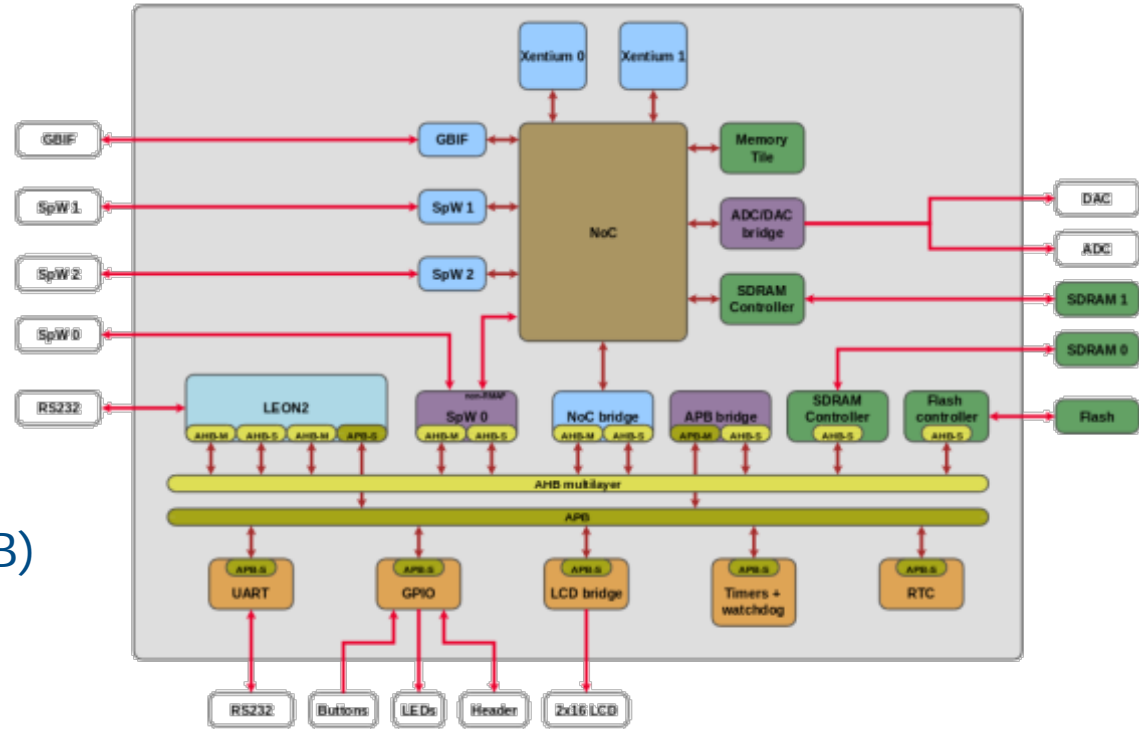 Xentium 0
Xentium 1
GBIF
GBIF
NoC
Memory
Tile
SpW 1
SpW 1
ADC/DAC
bridge
DAC
ADC
SpW 2
SpW 2
SDRAM
Controller
SDRAM 1
SpW 0
SDRAM 0
RS232
LEON2
AHB-M
AHB-S
AHB-M
APB-S
non-RMAP
SpW 0
AHB-M
AHB-S
NoC bridge
AHB-M
AHB-S
APB bridge
APB-M
AHB-S
SDRAM
Controller
AHB-S
Flash
controller
AHB-S
Flash
AHB multilayer
APB
B)
APB-S
UART
APB-S
GPIO
APB-S
LCD bridge
APB-S
Timers +
watchdog
APB-S
RTC
RS232
Buttons
LEDs
Header
2x16 LCD